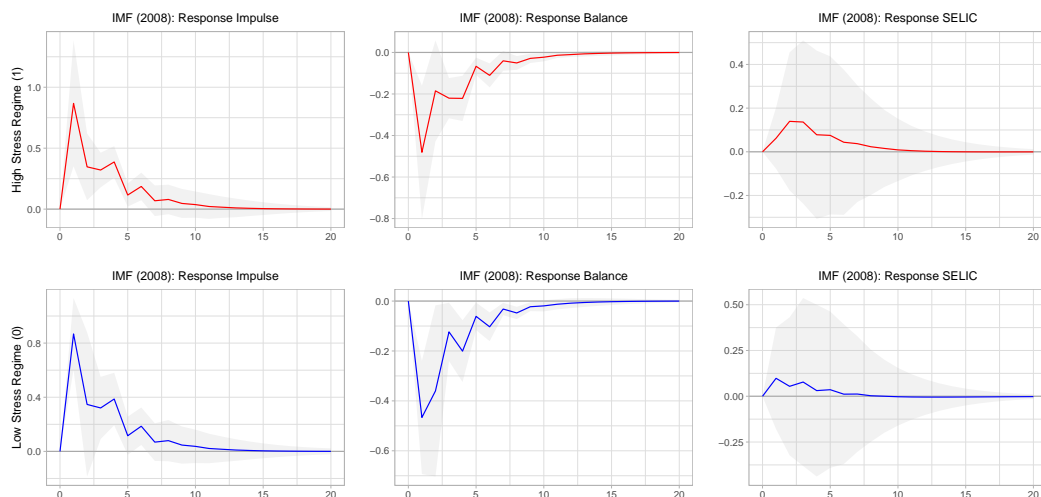 IMF (2008): Response Impulse
IMF (2008): Response Balance
IMF (2008): Response SELIC
High Stress Regime (1)
1.0
0.5
0.0
0 5 10 15 20
0.0
−0.2
−0.4
−0.6
−0.8
0 5 10 15 20
0.4
0.2
0.0
−0.2
0 5 10 15 20
IMF (2008): Response Impulse
IMF (2008): Response Balance
IMF (2008): Response SELIC
Low Stress Regime (0)
0.8
0.4
0.0
0 5 10 15 20
0.0
−0.2
−0.4
−0.6
0 5 10 15 20
0.50
0.25
0.00
−0.25
0 5 10 15 20